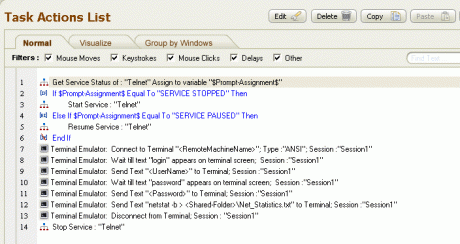 Task Actions List
Edit Delete Copy Paste
Normal Visualize Group by Windows
Filters : Mouse Moves Keystrokes Mouse Clicks Delays Other Find Text
1 Get Service Status of : "Telnet" Assign to variable "$Prompt-Assignment$"
2 If $Prompt-Assignment$ Equal To "SERVICE STOPPED" Then
3 Start Service : "Telnet"
4 Else If $Prompt-Assignment$ Equal To "SERVICE PAUSED" Then
5 Resume Service : "Telnet"
6 End If
7 Terminal Emulator: Connect to Terminal "<RemoteMachineName>"; Type :"ANSI"; Session :"Session1"
8 Terminal Emulator: Wait till text "login" appears on terminal screen; Session : "Session1"
9 Terminal Emulator: Send Text "<UserName>" to Terminal; Session : "Session1"
10 Terminal Emulator: Wait till text "password" appears on terminal screen; Session : "Session1"
11 Terminal Emulator: Send Text "<Password>" to Terminal; Session : "Session1"
12 Terminal Emulator: Send Text "netstat -b > <Shared-Folder>\Net_Statistics.txt" to Terminal; Session : "Session1"
13 Terminal Emulator: Disconnect from Terminal; Session : "Session1"
14 Stop Service : "Telnet"